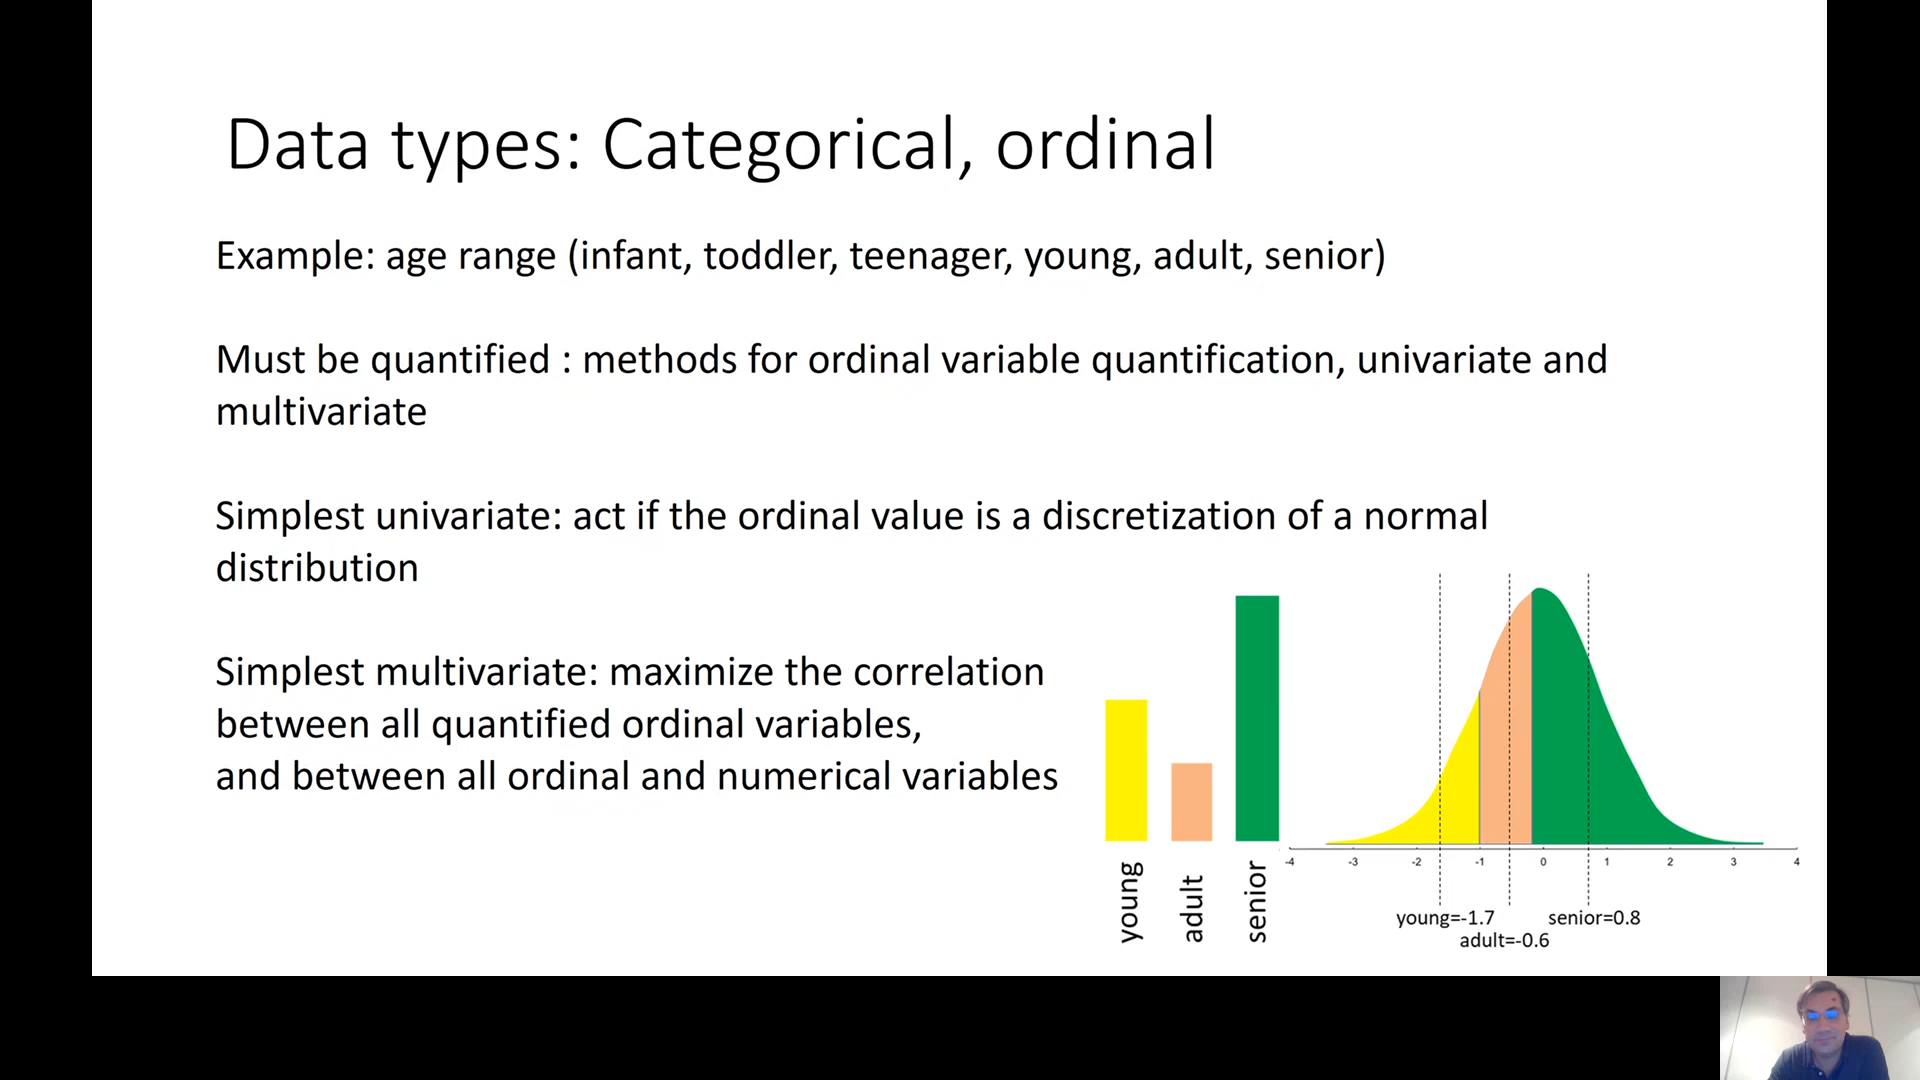 Data types: Categorical, ordinal
Example: age range (infant, toddler, teenager, young, adult, senior)
Must be quantified : methods for ordinal variable quantification, univariate and
multivariate
Simplest univariate: act if the ordinal value is a discretization of a normal
distribution
Simplest multivariate: maximize the correlation
between all quantified ordinal variables,
and between all ordinal and numerical variables
young
adult
senior
-4 -3 -2 -1 0 1 2 3 4
young=-1.7 senior=0.8
adult=-0.6